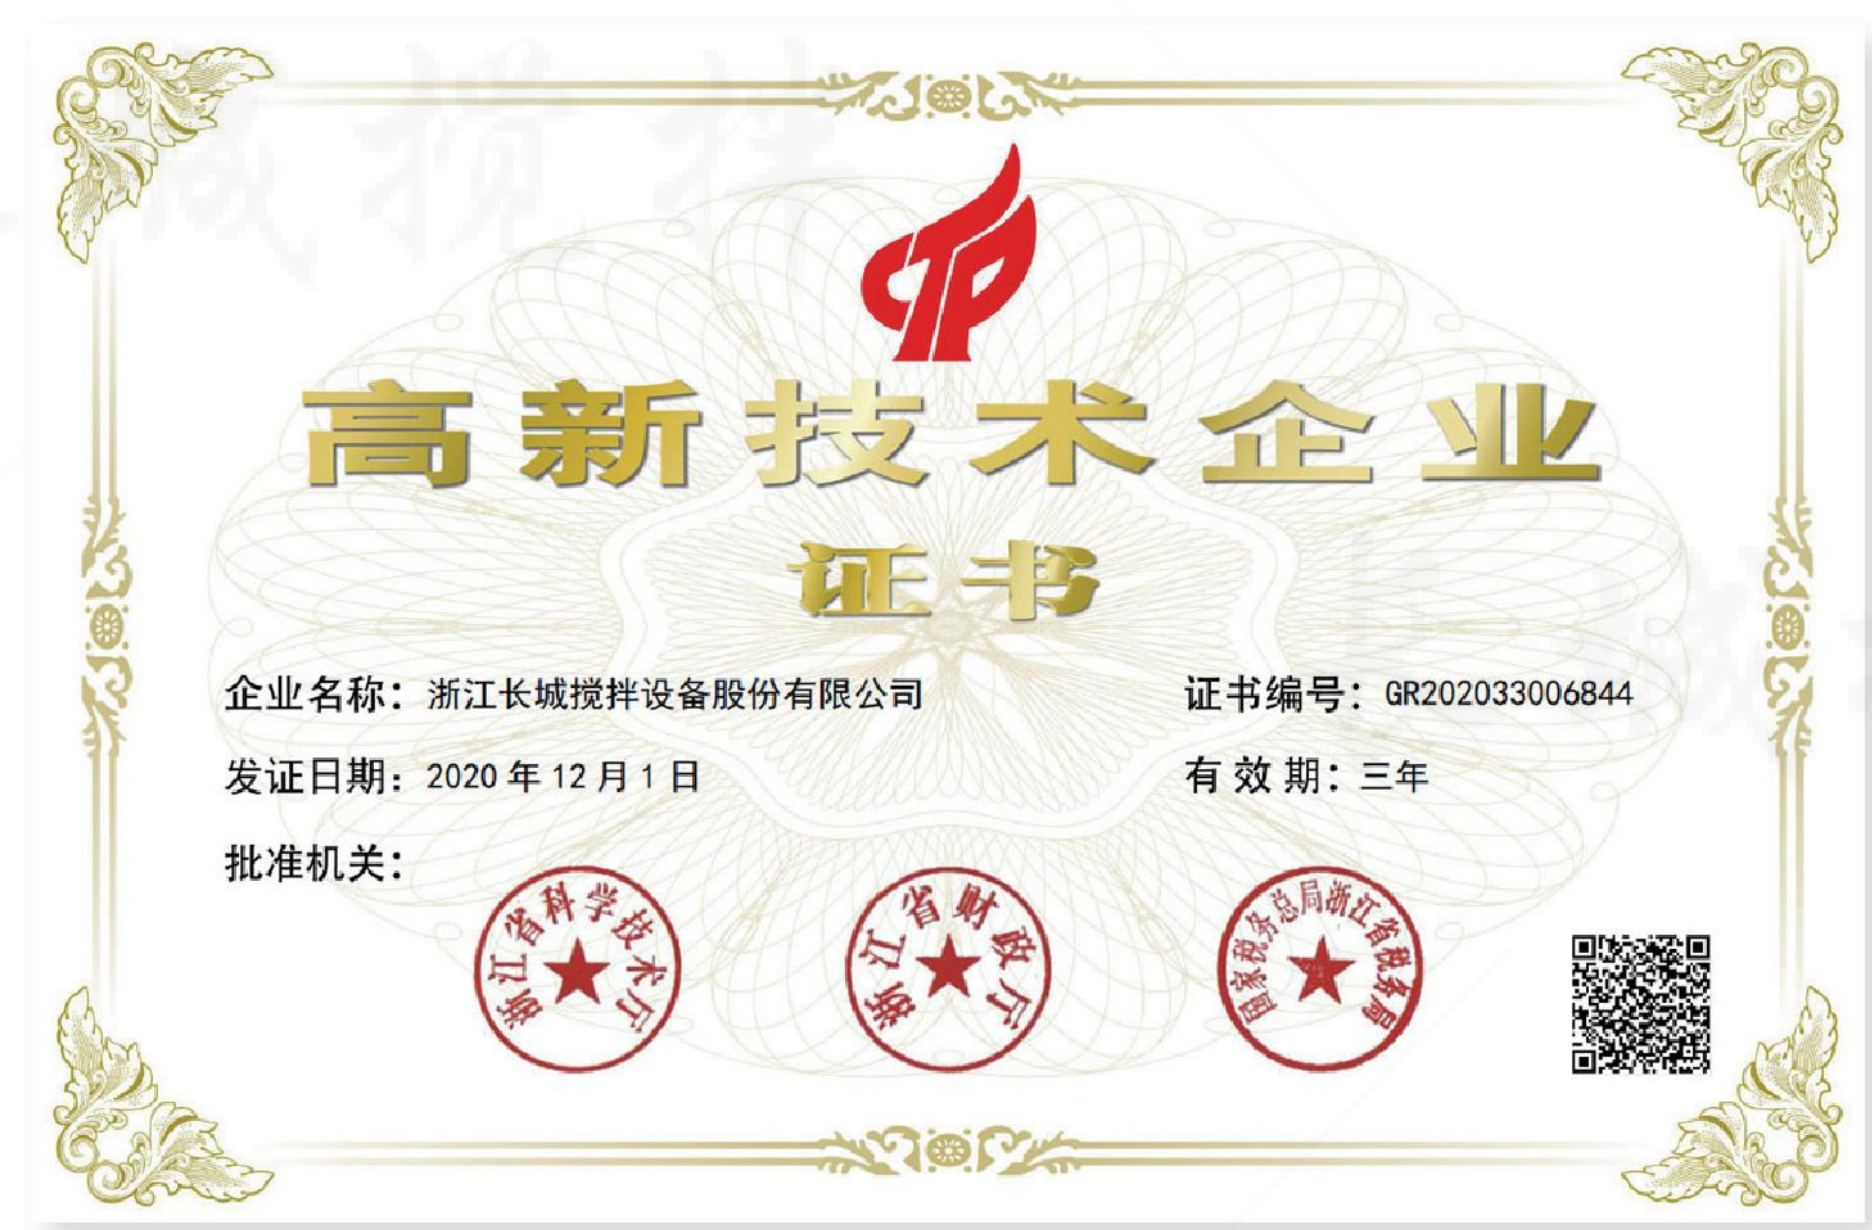 高新技术企业
证书
企业名称：浙江长城搅拌设备股份有限公司
证书编号：GR202033006844
发证日期：2020年12月1日
有效期：三年
批准机关：
浙江省科学技术厅
浙江省财政厅
国家税务总局浙江省税务局